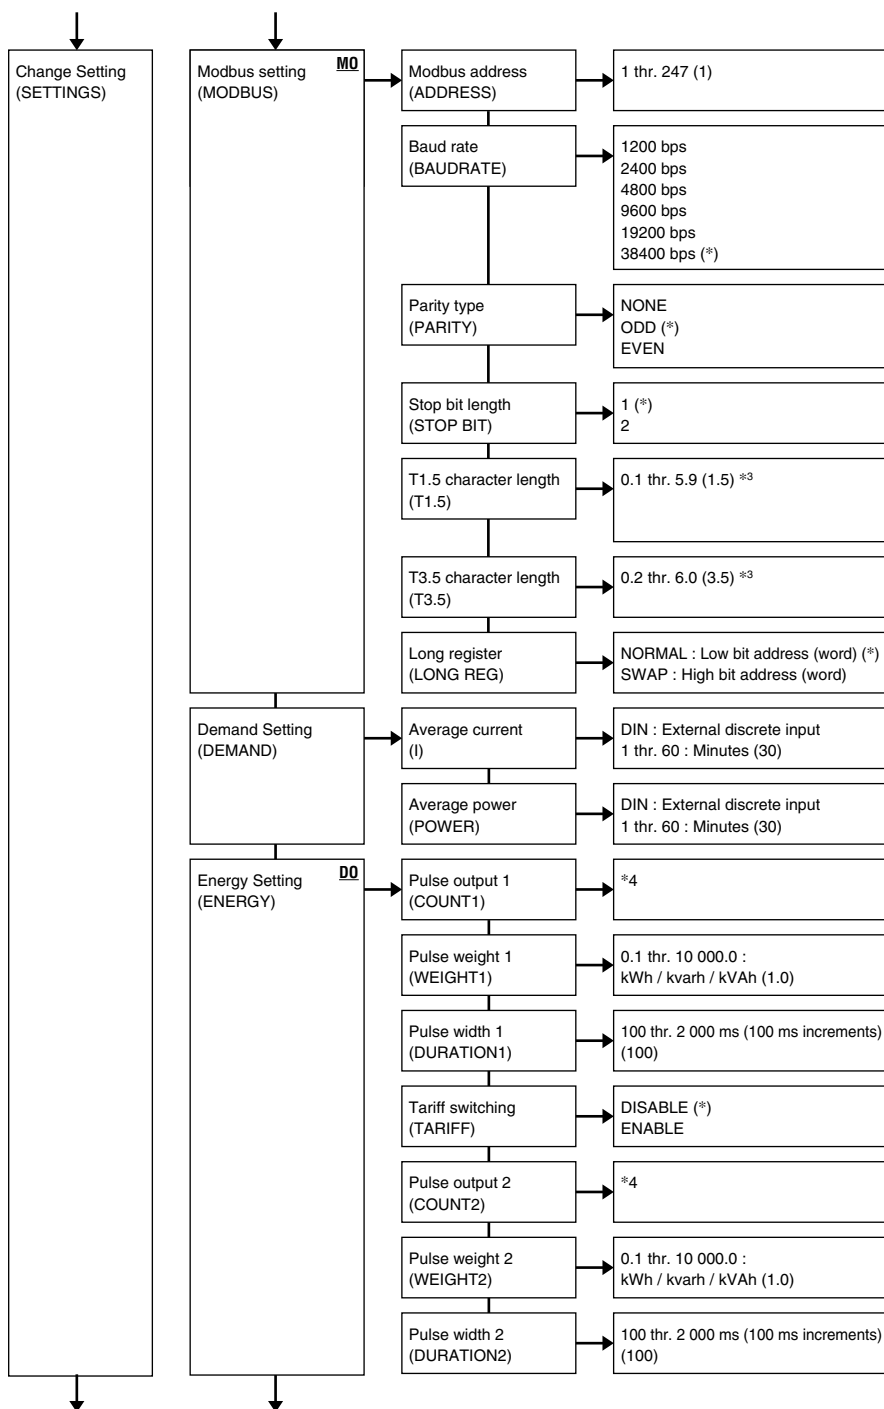 Change Setting
(SETTINGS)
Modbus setting
(MODBUS)
MO
Modbus address
(ADDRESS)
1 thr. 247 (1)
Baud rate
(BAUDRATE)
1200 bps
2400 bps
4800 bps
9600 bps
19200 bps
38400 bps (*)
Parity type
(PARITY)
NONE
ODD (*)
EVEN
Stop bit length
(STOP BIT)
1 (*)
2
T1.5 character length
(T1.5)
0.1 thr. 5.9 (1.5) *3
T3.5 character length
(T3.5)
0.2 thr. 6.0 (3.5) *3
Long register
(LONG REG)
NORMAL : Low bit address (word) (*)
SWAP : High bit address (word)
Demand Setting
(DEMAND)
Average current
(I)
DIN : External discrete input
1 thr. 60 : Minutes (30)
Average power
(POWER)
DIN : External discrete input
1 thr. 60 : Minutes (30)
Energy Setting
(ENERGY)
DO
Pulse output 1
(COUNT1)
*4
Pulse weight 1
(WEIGHT1)
0.1 thr. 10 000.0 :
kWh / kvarh / kVAh (1.0)
Pulse width 1
(DURATION1)
100 thr. 2 000 ms (100 ms increments)
(100)
Tariff switching
(TARIFF)
DISABLE (*)
ENABLE
Pulse output 2
(COUNT2)
*4
Pulse weight 2
(WEIGHT2)
0.1 thr. 10 000.0 :
kWh / kvarh / kVAh (1.0)
Pulse width 2
(DURATION2)
100 thr. 2 000 ms (100 ms increments)
(100)